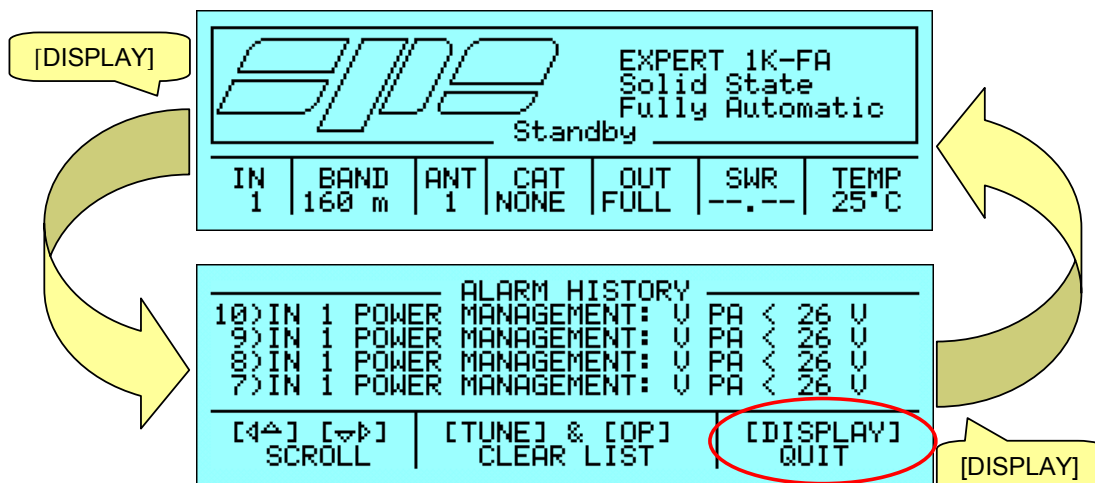 [DISPLAY]
spe
EXPERT 1K-FA
Solid State
Fully Automatic
Standby
IN BAND ANT CAT OUT SWR TEMP
1 160 m 1 NONE FULL --.-- 25°C
ALARM HISTORY
10)IN 1 POWER MANAGEMENT: V PA < 26 V
9)IN 1 POWER MANAGEMENT: V PA < 26 V
8)IN 1 POWER MANAGEMENT: V PA < 26 V
7)IN 1 POWER MANAGEMENT: V PA < 26 V
[◁△] [▽▷] [TUNE] & [OP] [DISPLAY]
SCROLL CLEAR LIST QUIT
[DISPLAY]